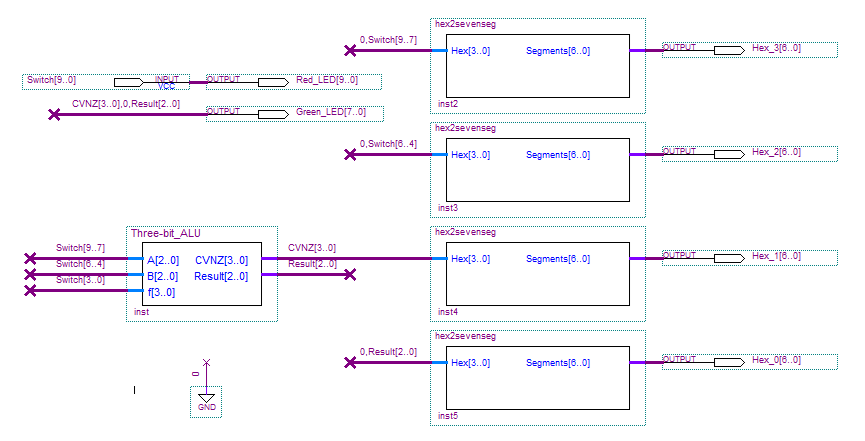 hex2sevenseg
0,Switch[9..7]
Hex[3..0]
Segments[6..0]
OUTPUT
Hex_3[6..0]
inst2
Switch[9..0]
INPUT
VCC
OUTPUT
Red_LED[9..0]
CVNZ[3..0],0,Result[2..0]
OUTPUT
Green_LED[7..0]
hex2sevenseg
0,Switch[6..4]
Hex[3..0]
Segments[6..0]
OUTPUT
Hex_2[6..0]
inst3
Three-bit_ALU
Switch[9..7]
Switch[6..4]
Switch[3..0]
A[2..0]
CVNZ[3..0]
B[2..0]
Result[2..0]
f[3..0]
inst
CVNZ[3..0]
Result[2..0]
hex2sevenseg
Hex[3..0]
Segments[6..0]
OUTPUT
Hex_1[6..0]
inst4
hex2sevenseg
0,Result[2..0]
Hex[3..0]
Segments[6..0]
OUTPUT
Hex_0[6..0]
inst5
0
GND